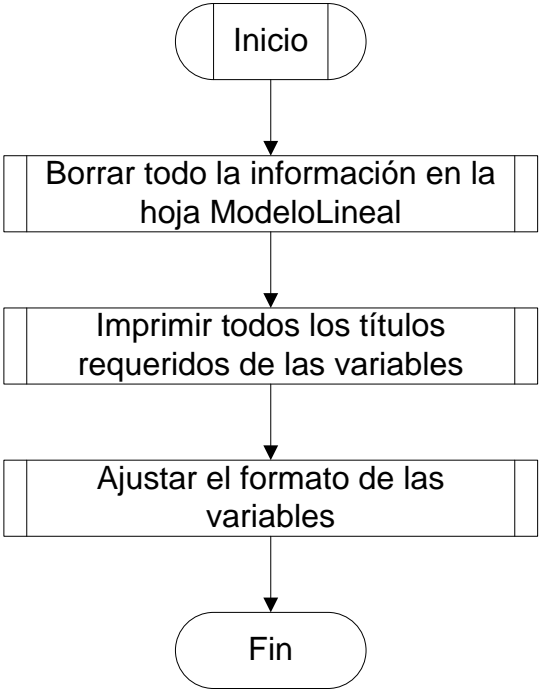 Inicio
Borrar todo la información en la
hoja ModeloLineal
Imprimir todos los títulos
requeridos de las variables
Ajustar el formato de las
variables
Fin